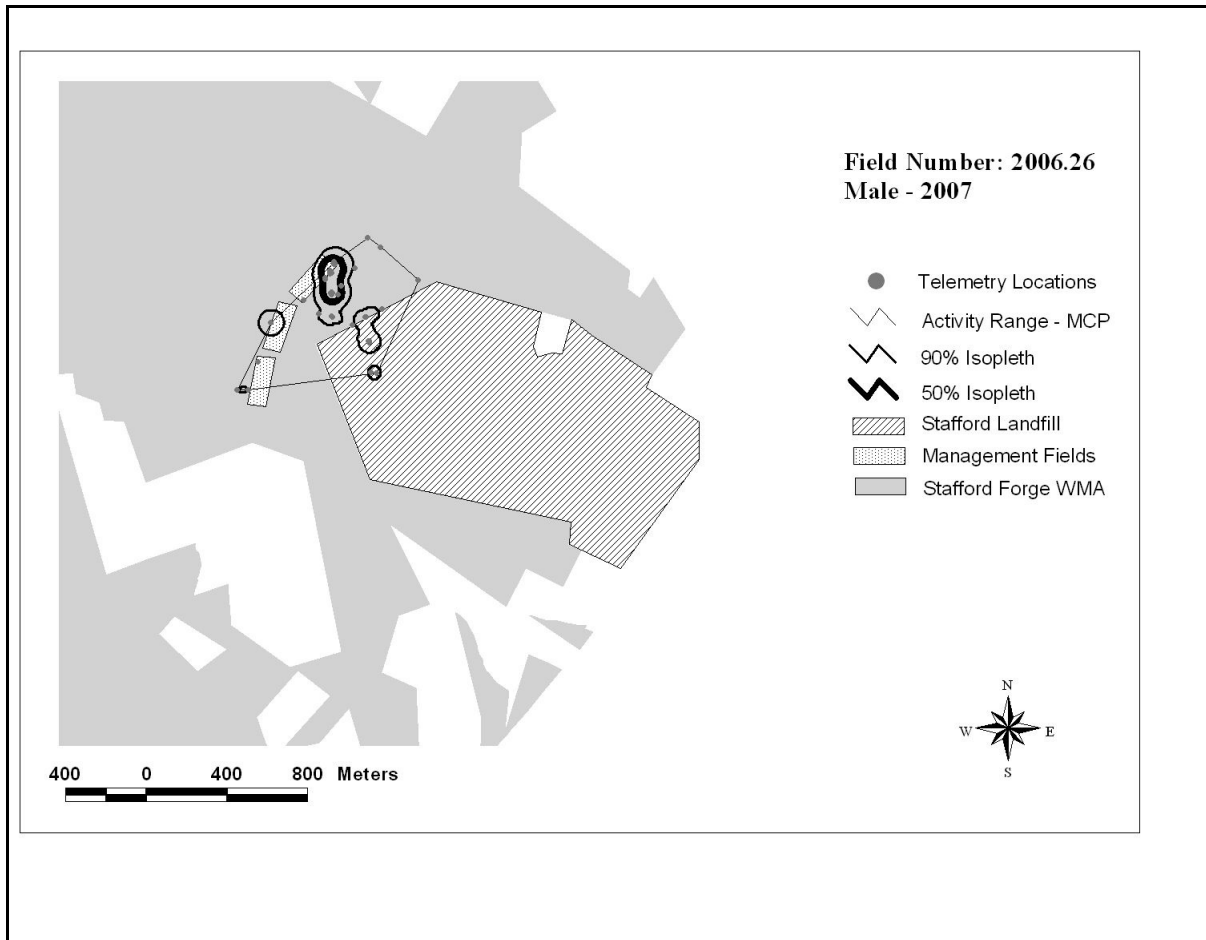 Field Number: 2006.26
Male - 2007
Telemetry Locations
Activity Range - MCP
90% Isopleth
50% Isopleth
Stafford Landfill
Management Fields
Stafford Forge WMA
N
W E
S
400 0 400 800 Meters